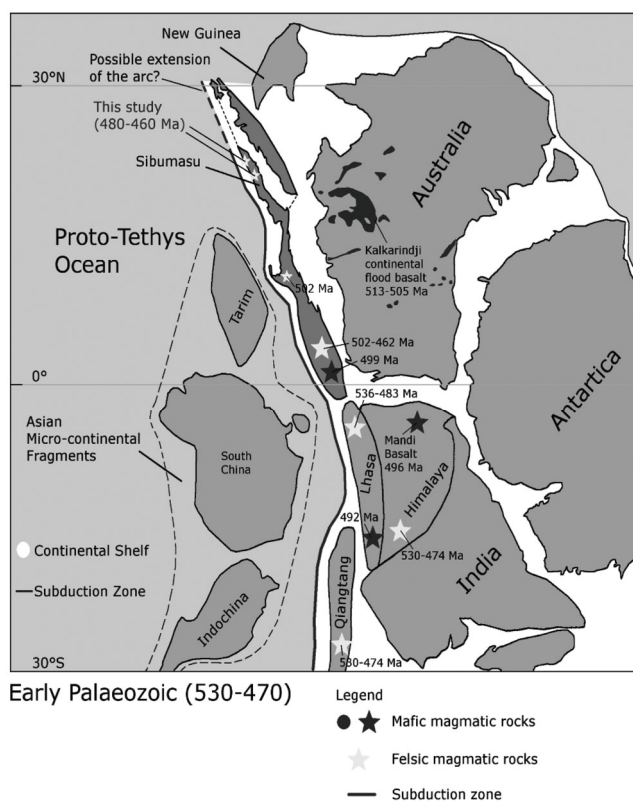 New Guinea
30°N
Possible extension
of the arc?
This study
(480-460 Ma)
Sibumasu
Australia
Proto-Tethys
Ocean
Kalkarindji
continental
flood basalt
513-505 Ma
502 Ma
Tarim
502-462 Ma
499 Ma
0°
536-483 Ma
Antartica
Asian
Micro-continental
Fragments
South
China
Mandi
Basalt
496 Ma
Lhasa
Himalaya
492 Ma
530-474 Ma
Continental Shelf
Subduction Zone
Indochina
Qiangtang
India
530-474 Ma
30°S
Early Palaeozoic (530-470)
Legend
Mafic magmatic rocks
Felsic magmatic rocks
Subduction zone